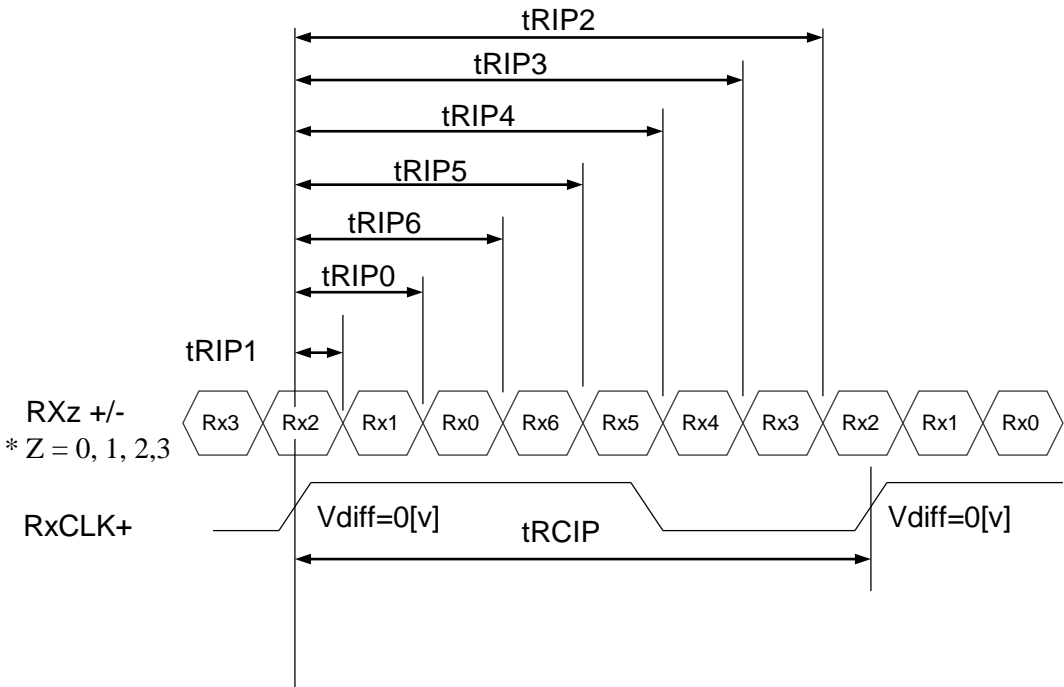 tRIP2
tRIP3
tRIP4
tRIP5
tRIP6
tRIP0
tRIP1
RXz +/-
* Z = 0, 1, 2,3
Rx3 Rx2 Rx1 Rx0 Rx6 Rx5 Rx4 Rx3 Rx2 Rx1 Rx0
RxCLK+
Vdiff=0[v] Vdiff=0[v]
tRCIP